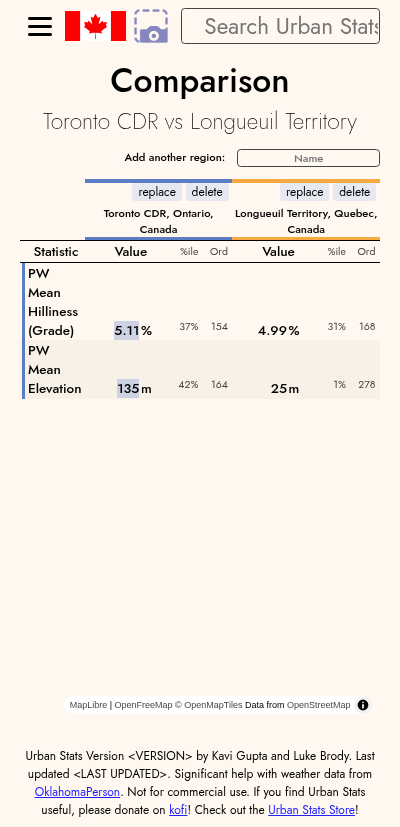 Search Urban Stats
Comparison
Toronto CDR vs Longueuil Territory
Add another region: Name
replace delete replace delete
Toronto CDR, Ontario, Canada
Longueuil Territory, Quebec, Canada
Statistic Value %ile Ord Value %ile Ord
PW Mean Hilliness (Grade) 5.11% 37% 154 4.99% 31% 168
PW Mean Elevation 135m 42% 164 25m 1% 278
MapLibre | OpenFreeMap © OpenMapTiles Data from OpenStreetMap
Urban Stats Version <VERSION> by Kavi Gupta and Luke Brody. Last
updated <LAST UPDATED>. Significant help with weather data from
OklahomaPerson. Not for commercial use. If you find Urban Stats
useful, please donate on kofi! Check out the Urban Stats Store!